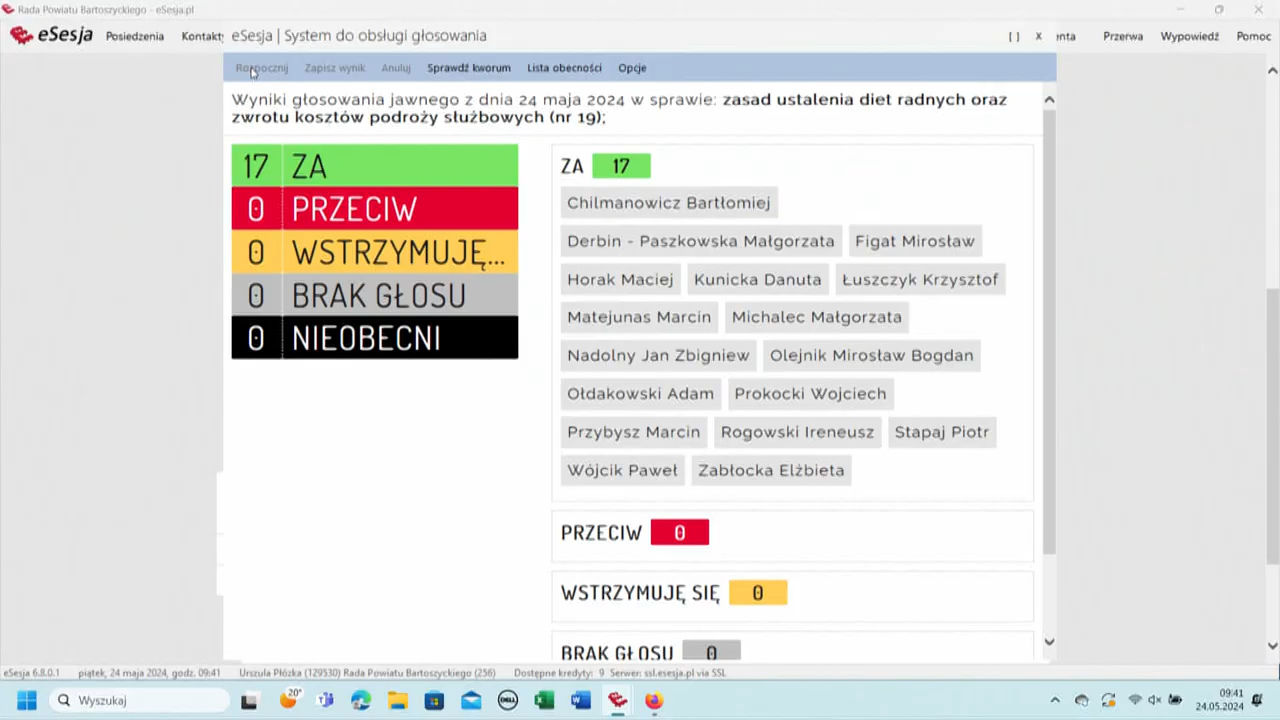 Rada Powiatu Bartoszyckiego - eSesja.pl
eSesja Posiedzenia Kontakty eSesja | System do obsługi głosowania [ ] X enta Przerwa Wypowiedź Pomoc
Rozpocznij Zapisz wynik Anuluj Sprawdź kworum Lista obecności Opcje
Wyniki głosowania jawnego z dnia 24 maja 2024 w sprawie: zasad ustalenia diet radnych oraz
zwrotu kosztów podroży służbowych (nr 19);
17 ZA
0 PRZECIW
0 WSTRZYMUJĘ...
0 BRAK GŁOSU
0 NIEOBECNI
ZA 17
Chilmanowicz Bartłomiej
Derbin - Paszkowska Małgorzata Figat Mirosław
Horak Maciej Kunicka Danuta Łuszczyk Krzysztof
Matejunas Marcin Michalec Małgorzata
Nadolny Jan Zbigniew Olejnik Mirosław Bogdan
Ołdakowski Adam Prokocki Wojciech
Przybysz Marcin Rogowski Ireneusz Stapaj Piotr
Wójcik Paweł Zabłocka Elżbieta
PRZECIW 0
WSTRZYMUJĘ SIĘ 0
BRAK GŁOSU 0
eSesja 6.8.0.1 piątek, 24 maja 2024, godz. 09:41 Urszula Płózka (129530) Rada Powiatu Bartoszyckiego (256) Dostępne kredyty: 9 Serwer: ssl.esesja.pl via SSL
Wyszukaj 20° DELL 09:41
24.05.2024